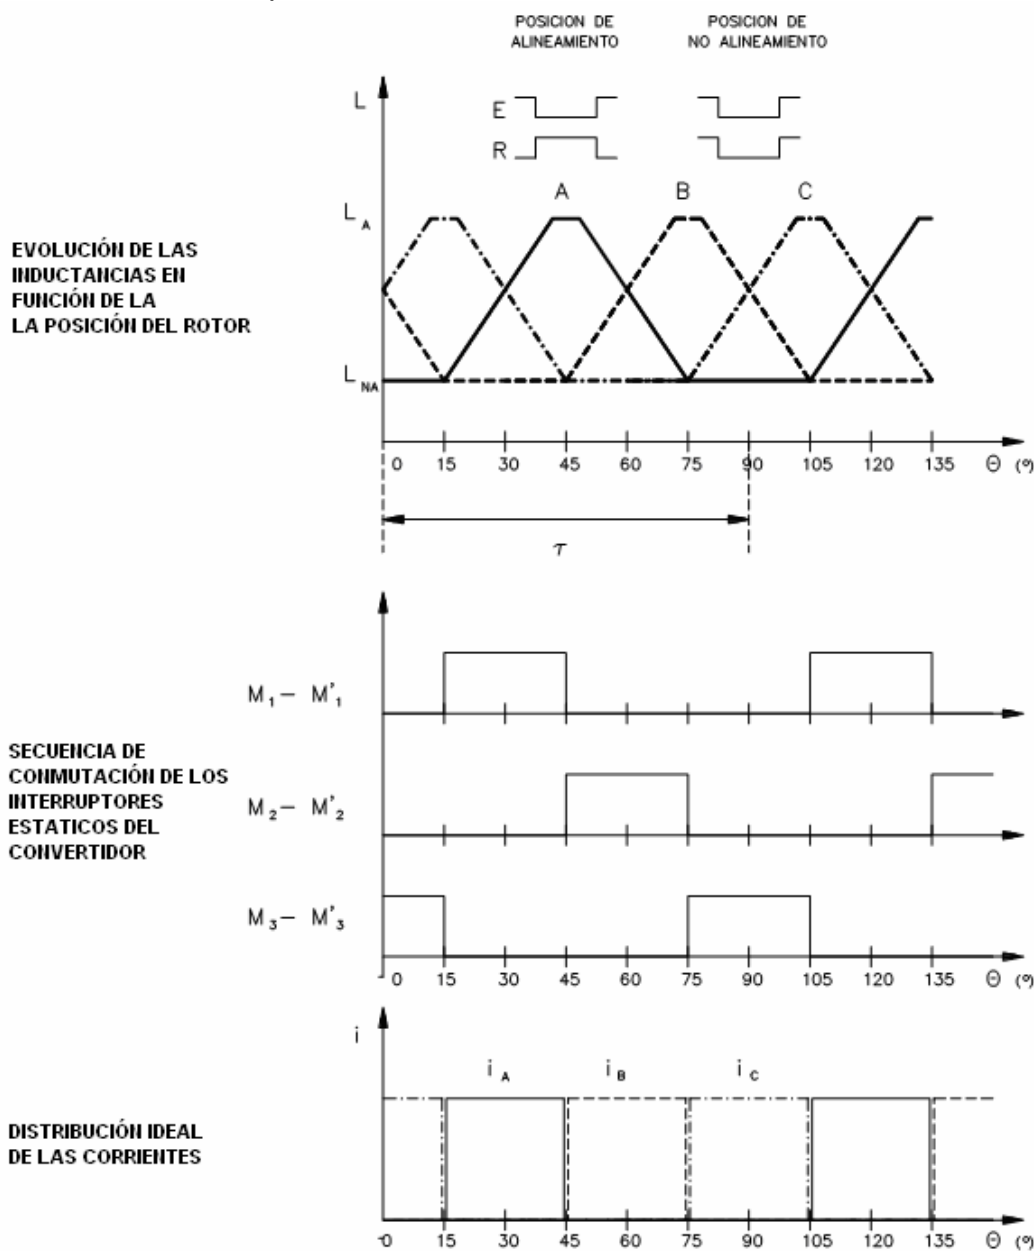 POSICION DE
ALINEAMIENTO
POSICION DE
NO ALINEAMIENTO
L
E
R
A
B
C
L A
L NA
EVOLUCIÓN DE LAS
INDUCTANCIAS EN
FUNCIÓN DE LA
LA POSICIÓN DEL ROTOR
0 15 30 45 60 75 90 105 120 135 Θ (º)
τ
M1 – M'1
SECUENCIA DE
CONMUTACIÓN DE LOS
INTERRUPTORES
ESTATICOS DEL
CONVERTIDOR
M2 – M'2
M3 – M'3
0 15 30 45 60 75 90 105 120 135 Θ (º)
i
i A
i B
i C
DISTRIBUCIÓN IDEAL
DE LAS CORRIENTES
0 15 30 45 60 75 90 105 120 135 Θ (º)